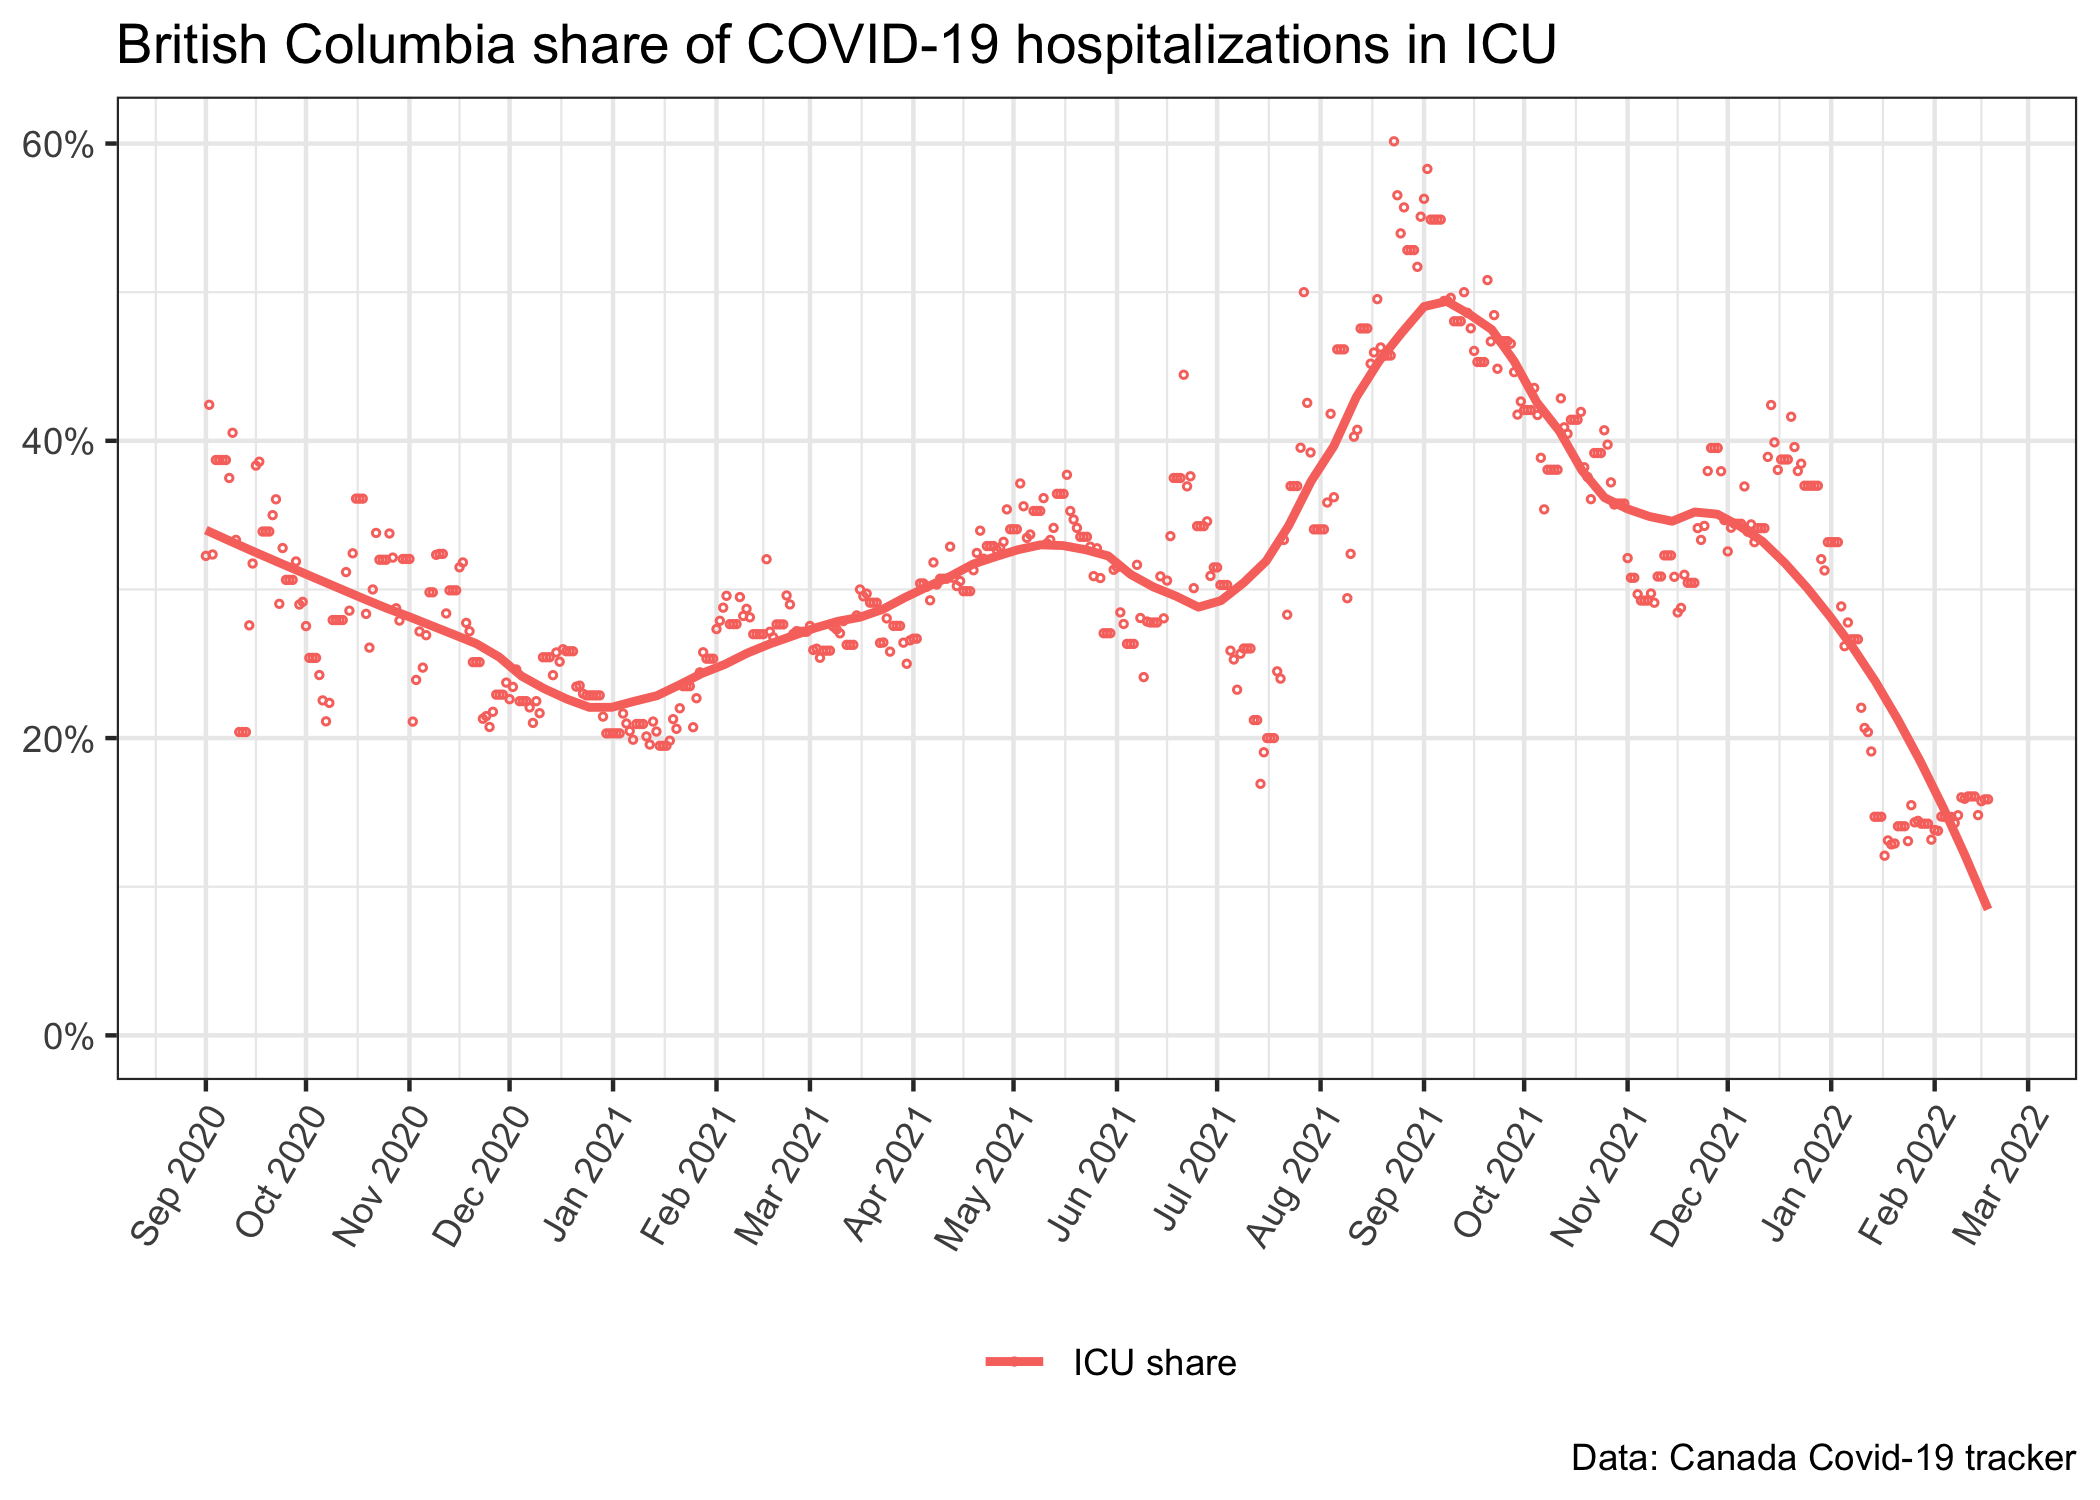 British Columbia share of COVID-19 hospitalizations in ICU
60%
40%
20%
0%
Sep 2020
Oct 2020
Nov 2020
Dec 2020
Jan 2021
Feb 2021
Mar 2021
Apr 2021
May 2021
Jun 2021
Jul 2021
Aug 2021
Sep 2021
Oct 2021
Nov 2021
Dec 2021
Jan 2022
Feb 2022
Mar 2022
ICU share
Data: Canada Covid-19 tracker